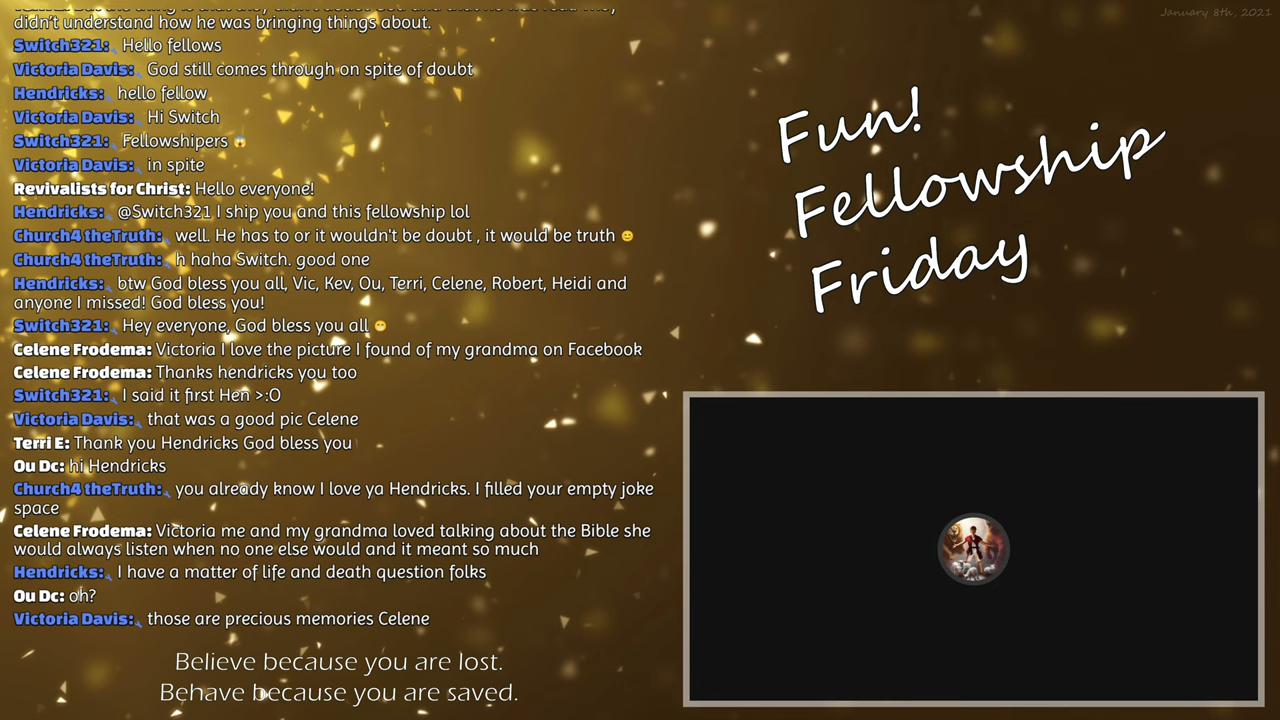 didn't understand how he was bringing things about.
Switch321: Hello fellows
Victoria Davis: God still comes through on spite of doubt
Hendricks: hello fellow
Victoria Davis: Hi Switch
Switch321: Fellowshipers 😱
Victoria Davis: in spite
Revivalists for Christ: Hello everyone!
Hendricks: @Switch321 I ship you and this fellowship lol
Church4 theTruth: well. He has to or it wouldn't be doubt , it would be truth 😊
Church4 theTruth: h haha Switch. good one
Hendricks: btw God bless you all, Vic, Kev, Ou, Terri, Celene, Robert, Heidi and
anyone I missed! God bless you!
Switch321: Hey everyone, God bless you all 😁
Celene Frodema: Victoria I love the picture I found of my grandma on Facebook
Celene Frodema: Thanks hendricks you too
Switch321: I said it first Hen >:O
Victoria Davis: that was a good pic Celene
Terri E: Thank you Hendricks God bless you
Ou Dc: hi Hendricks
Church4 theTruth: you already know I love ya Hendricks. I filled your empty joke
space
Celene Frodema: Victoria me and my grandma loved talking about the Bible she
would always listen when no one else would and it meant so much
Hendricks: I have a matter of life and death question folks
Ou Dc: oh?
Victoria Davis: those are precious memories Celene
Believe because you are lost.
Behave because you are saved.
January 8th, 2021
Fun!
Fellowship
Friday